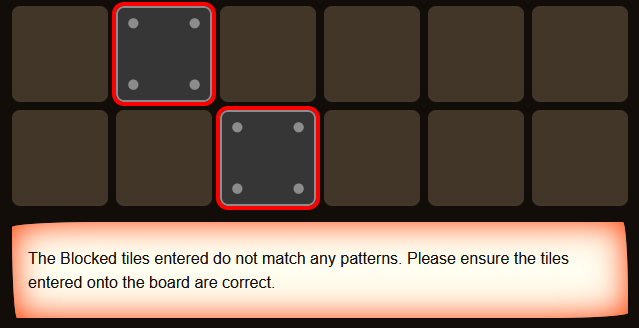 The Blocked tiles entered do not match any patterns. Please ensure the tiles
entered onto the board are correct.